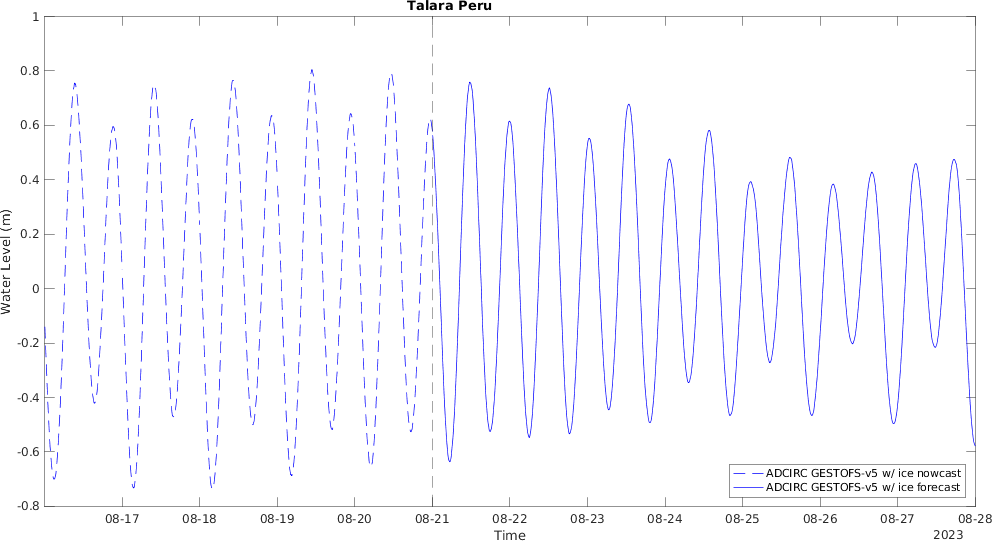 Talara Peru
1
0.8
0.6
0.4
0.2
0
-0.2
-0.4
-0.6
-0.8
Water Level (m)
ADCIRC GESTOFS-v5 w/ ice nowcast
ADCIRC GESTOFS-v5 w/ ice forecast
08-17 08-18 08-19 08-20 08-21 08-22 08-23 08-24 08-25 08-26 08-27 08-28
Time
2023